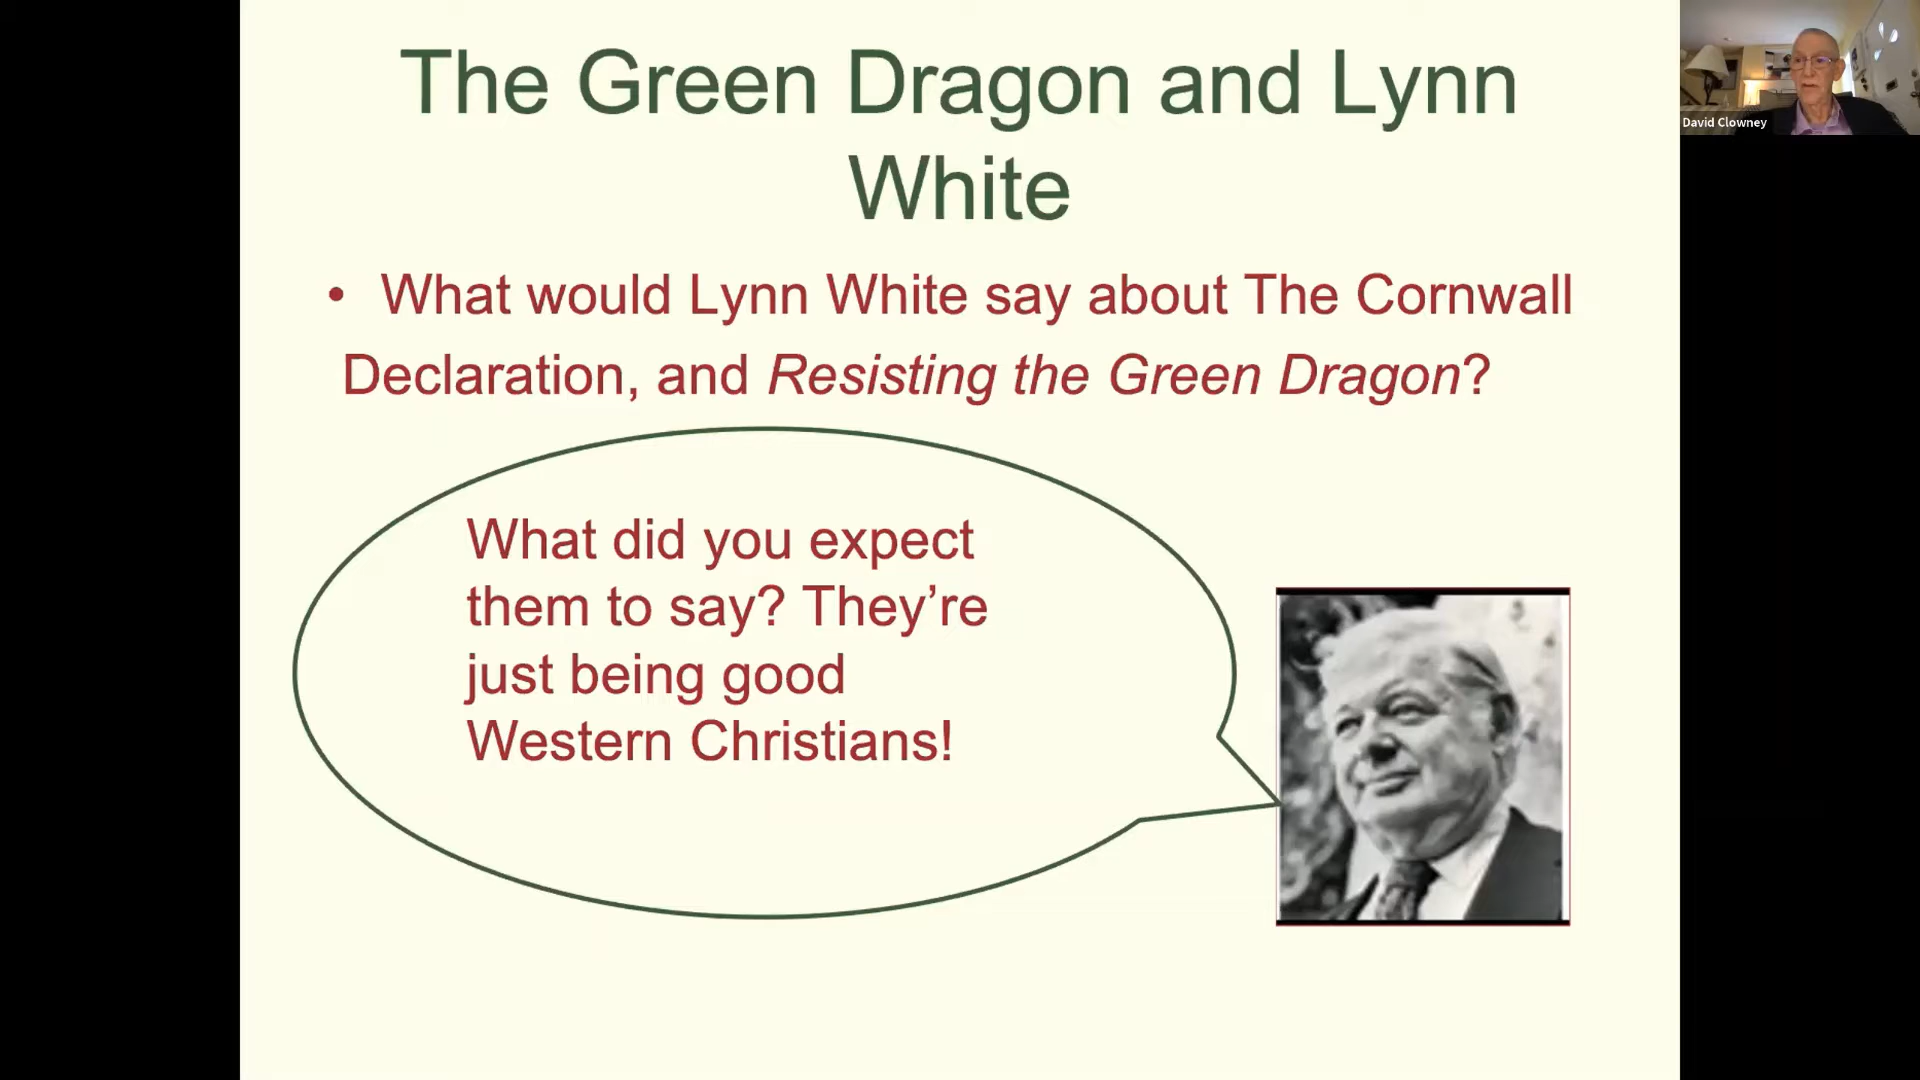 The Green Dragon and Lynn
White
• What would Lynn White say about The Cornwall
Declaration, and Resisting the Green Dragon?
What did you expect
them to say? They’re
just being good
Western Christians!
David Clowney